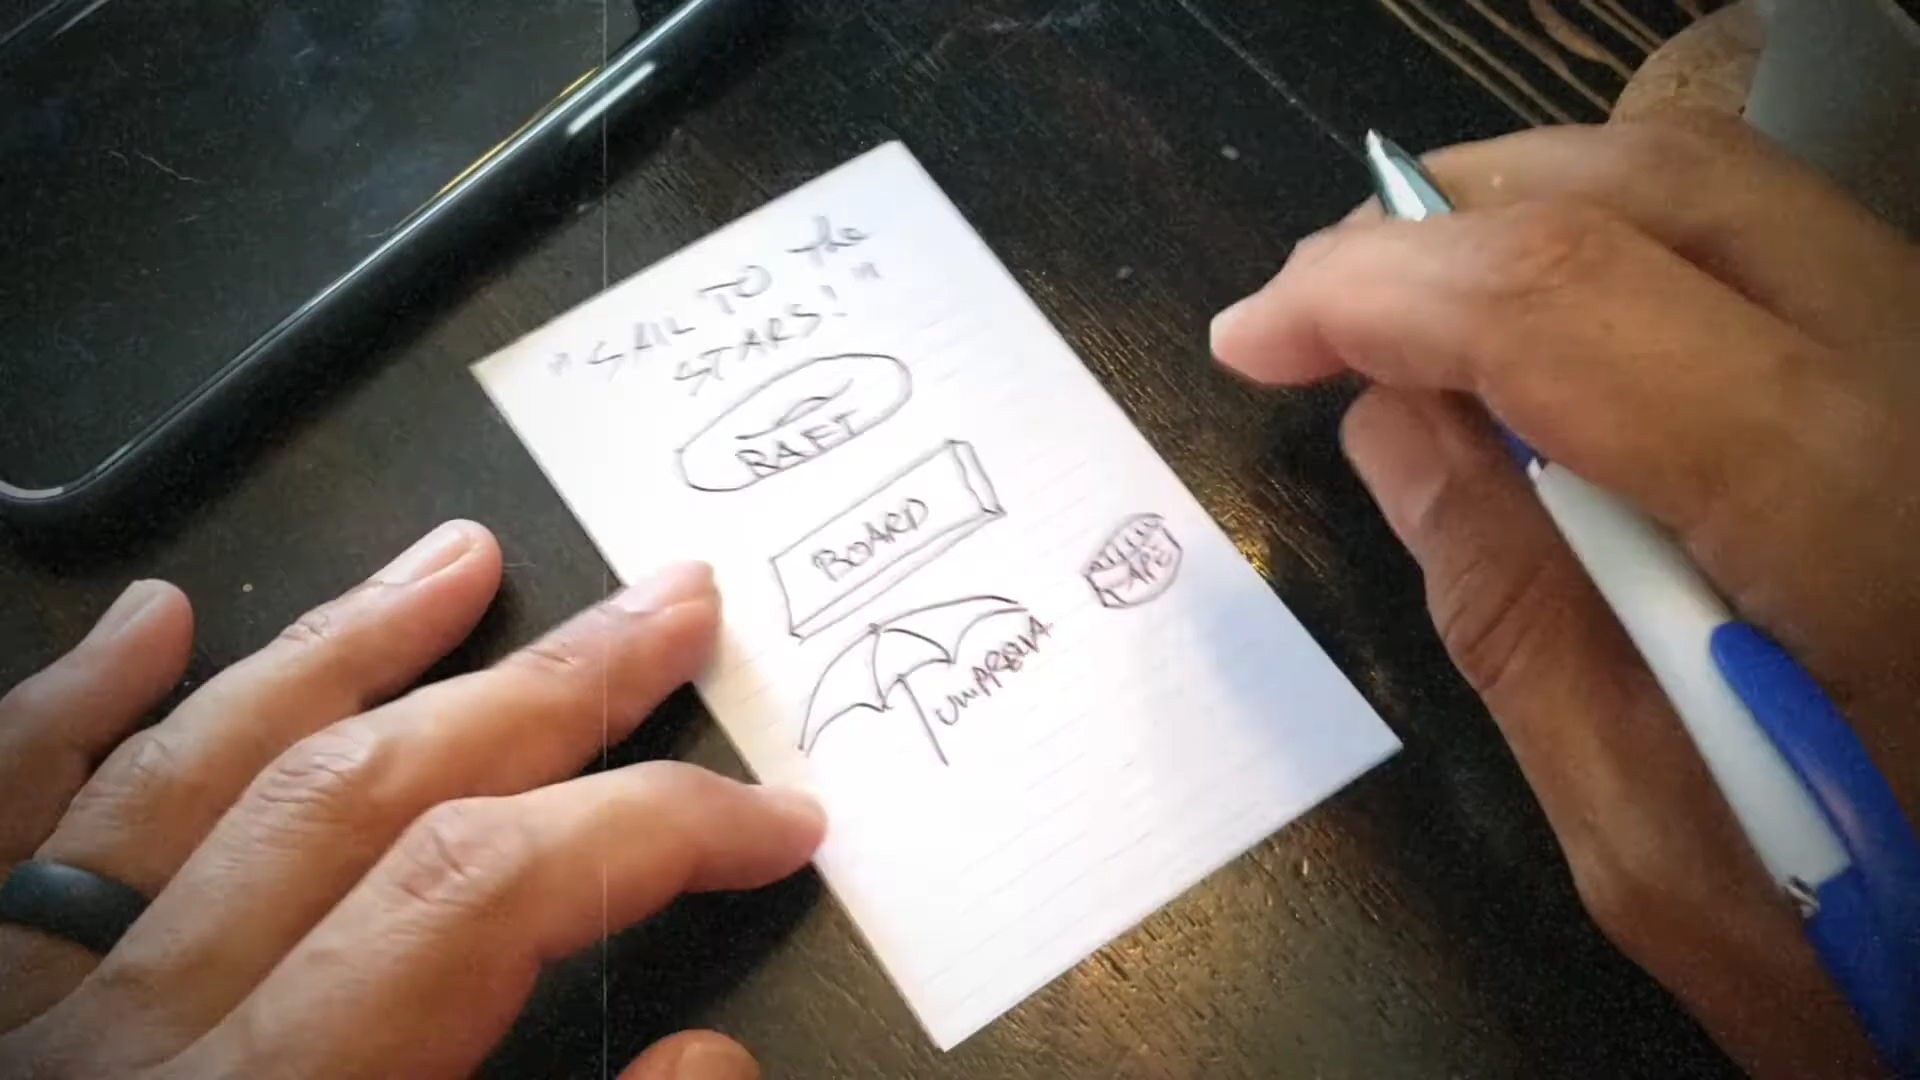 "SAIL TO the
STARS!"
RAFT
BOARD
TAPE
UMBRELLA